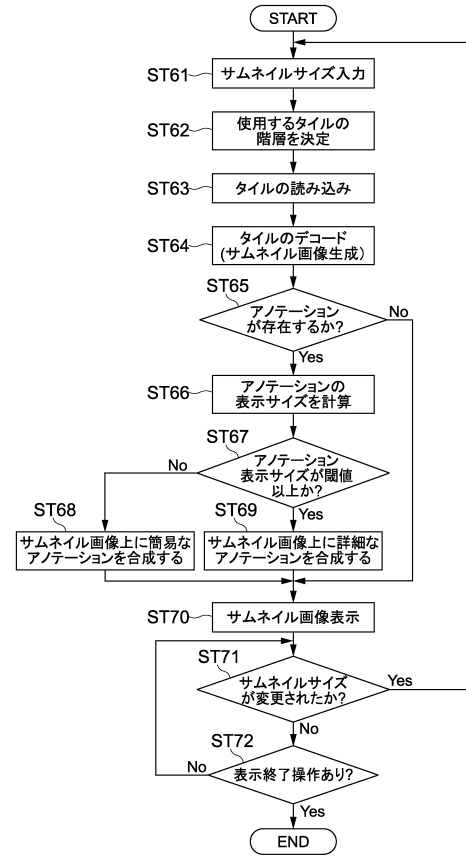 START
ST61
サムネイルサイズ入力
ST62
使用するタイルの
階層を決定
ST63
タイルの読み込み
ST64
タイルのデコード
(サムネイル画像生成)
ST65
アノテーション
が存在するか?
No
Yes
ST66
アノテーションの
表示サイズを計算
ST67
アノテーション
表示サイズが閾値
以上か?
No
Yes
ST68
サムネイル画像上に簡易な
アノテーションを合成する
ST69
サムネイル画像上に詳細な
アノテーションを合成する
ST70
サムネイル画像表示
ST71
サムネイルサイズ
が変更されたか?
Yes
No
ST72
表示終了操作あり?
No
Yes
END